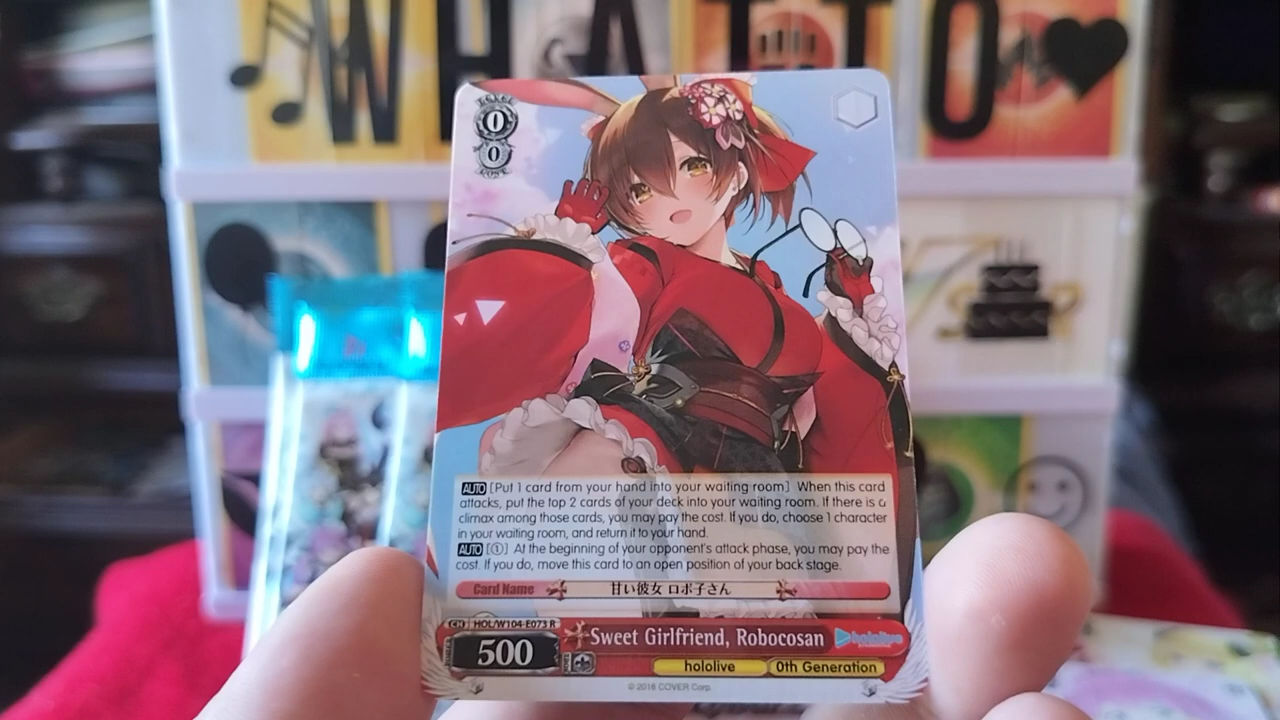 WHAT TO
0
0
AUTO [Put 1 card from your hand into your waiting room] When this card
attacks, put the top 2 cards of your deck into your waiting room. If there is a
climax among those cards, you may pay the cost. If you do, choose 1 character
in your waiting room, and return it to your hand.
AUTO [①] At the beginning of your opponent's attack phase, you may pay the
cost. If you do, move this card to an open position of your back stage.
Card Name 甘い彼女 ロボ子さん
CH HOL/W104-E073 R
500
Sweet Girlfriend, Robocosan hololive
hololive 0th Generation
© 2016 COVER Corp.